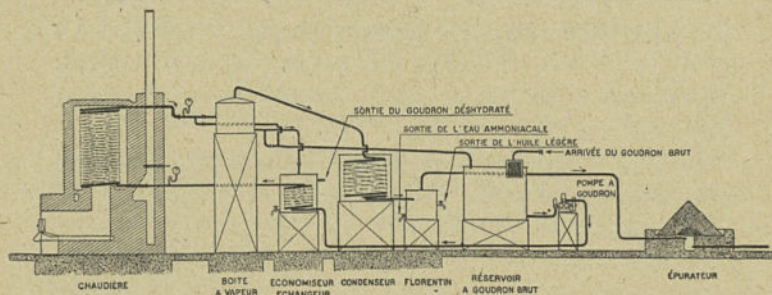 SORTIE DU GOUDRON DÉSHYDRATÉ
SORTIE DE L'EAU AMMONIACALE
SORTIE DE L'HUILE LÉGÈRE
ARRIVÉE DU GOUDRON BRUT
POMPE A
GOUDRON
CHAUDIÈRE
BOITE
A VAPEUR
ECONOMISEUR
ECHANGEUR
CONDENSEUR
FLORENTIN
RÉSERVOIR
A GOUDRON BRUT
ÉPURATEUR